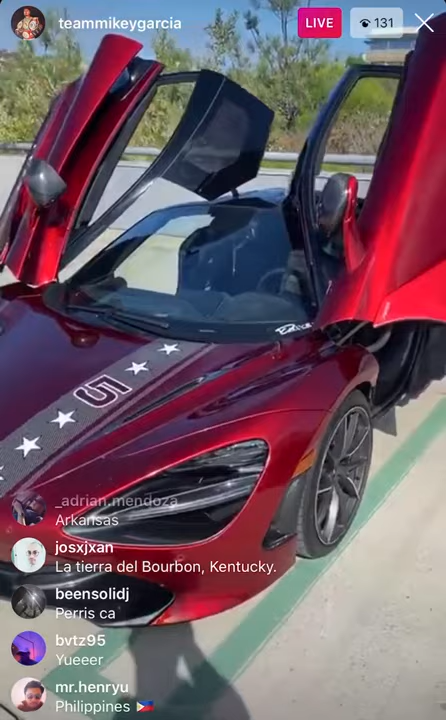 teammikeygarcia
LIVE
131
5
_adrian.mendoza
Arkansas
josxjxan
La tierra del Bourbon, Kentucky.
beensolidj
Perris ca
bvtz95
Yueeer
mr.henryu
Philippines 🇵🇭